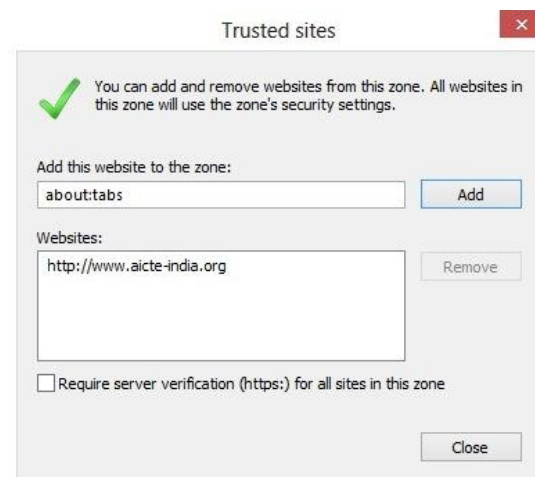 Trusted sites
You can add and remove websites from this zone. All websites in
this zone will use the zone's security settings.
Add this website to the zone:
about:tabs
Add
Websites:
http://www.aicte-india.org
Remove
Require server verification (https:) for all sites in this zone
Close